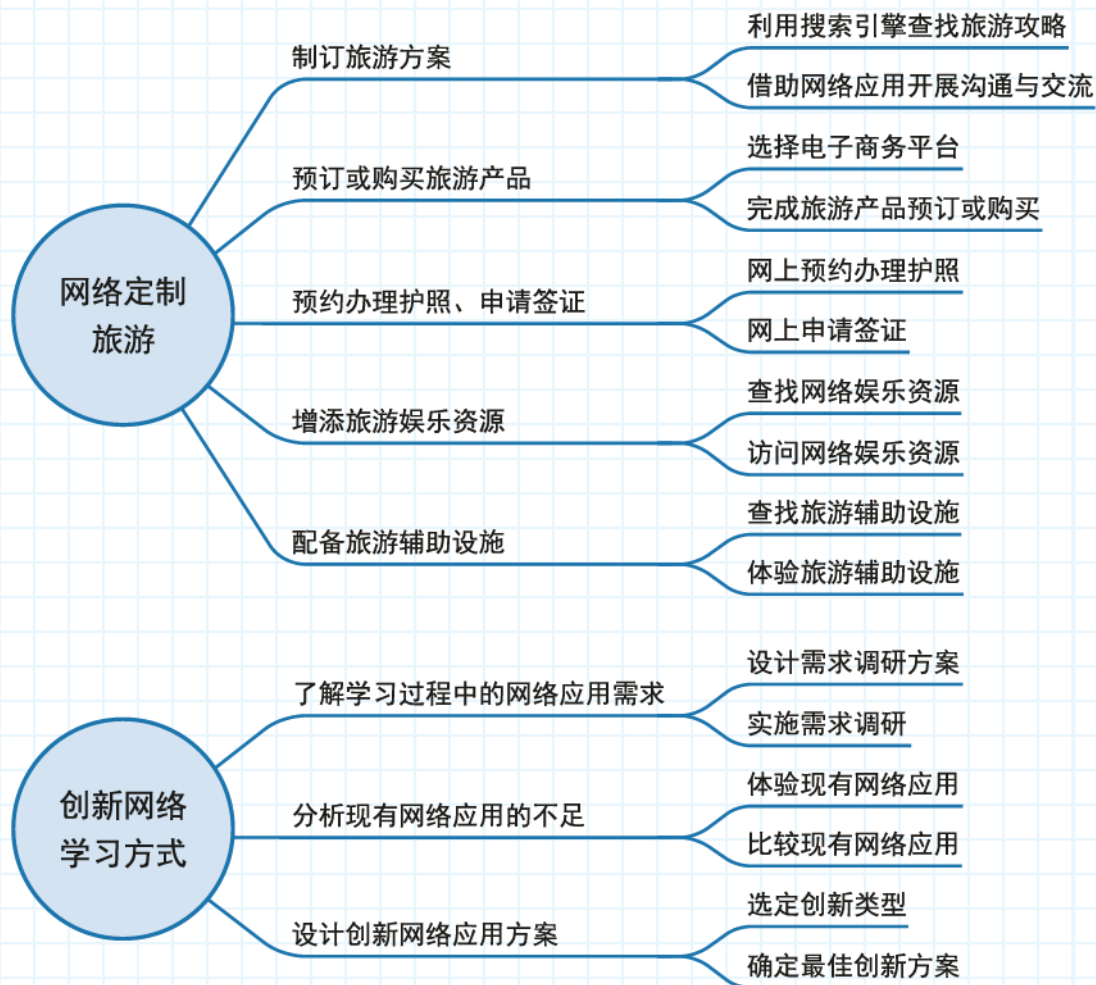 网络定制
旅游
制订旅游方案
利用搜索引擎查找旅游攻略
借助网络应用开展沟通与交流
预订或购买旅游产品
选择电子商务平台
完成旅游产品预订或购买
预约办理护照、申请签证
网上预约办理护照
网上申请签证
增添旅游娱乐资源
查找网络娱乐资源
访问网络娱乐资源
配备旅游辅助设施
查找旅游辅助设施
体验旅游辅助设施
创新网络
学习方式
了解学习过程中的网络应用需求
设计需求调研方案
实施需求调研
分析现有网络应用的不足
体验现有网络应用
比较现有网络应用
设计创新网络应用方案
选定创新类型
确定最佳创新方案